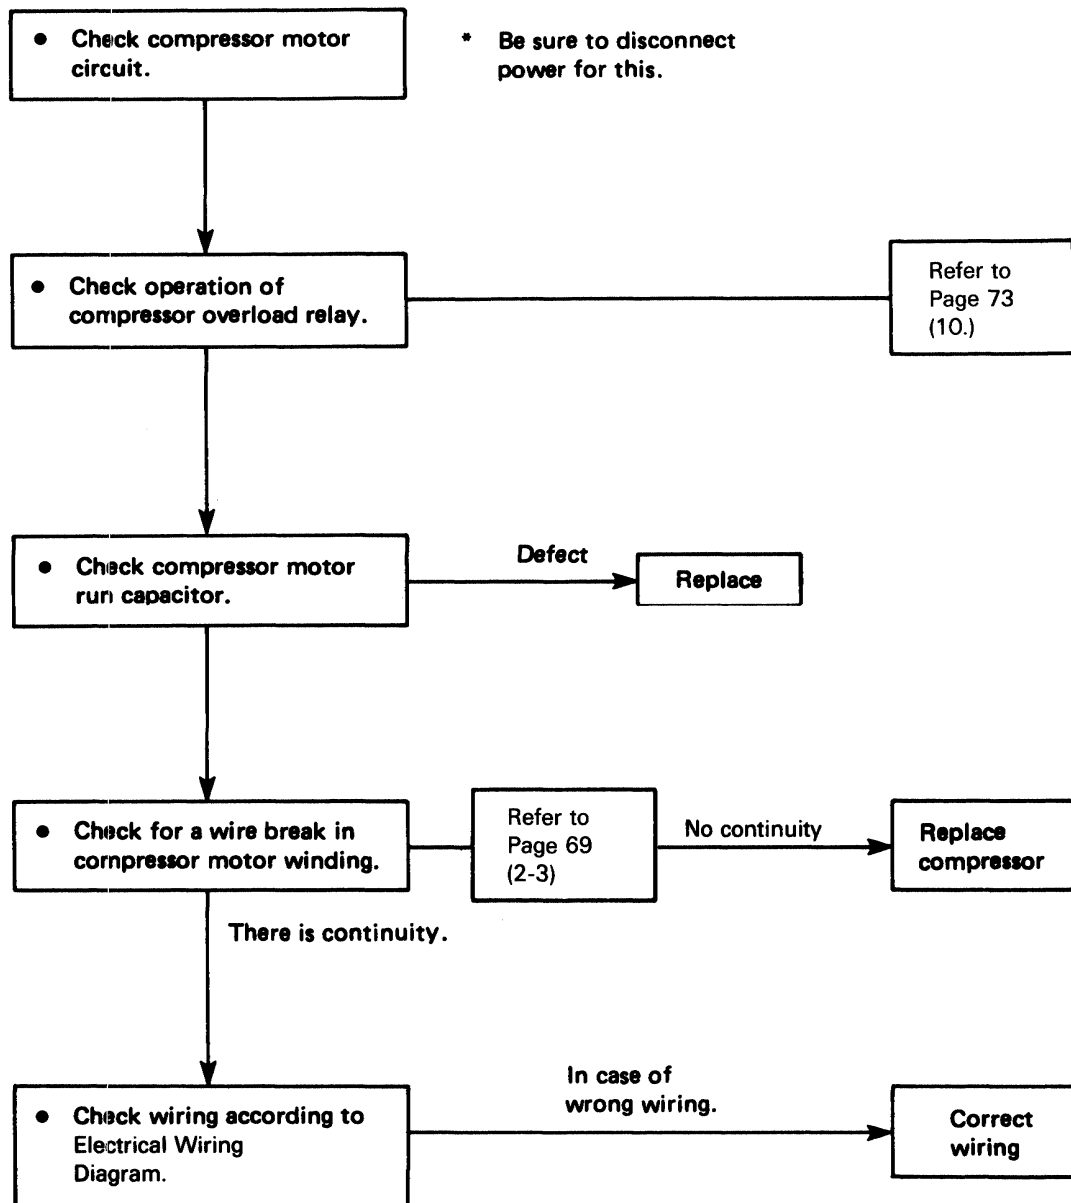 ● Check compressor motor
circuit.
* Be sure to disconnect
power for this.
● Check operation of
compressor overload relay.
Refer to
Page 73
(10.)
● Check compressor motor
run capacitor.
Defect
Replace
● Check for a wire break in
compressor motor winding.
Refer to
Page 69
(2-3)
No continuity
Replace
compressor
There is continuity.
● Check wiring according to
Electrical Wiring
Diagram.
In case of
wrong wiring.
Correct
wiring